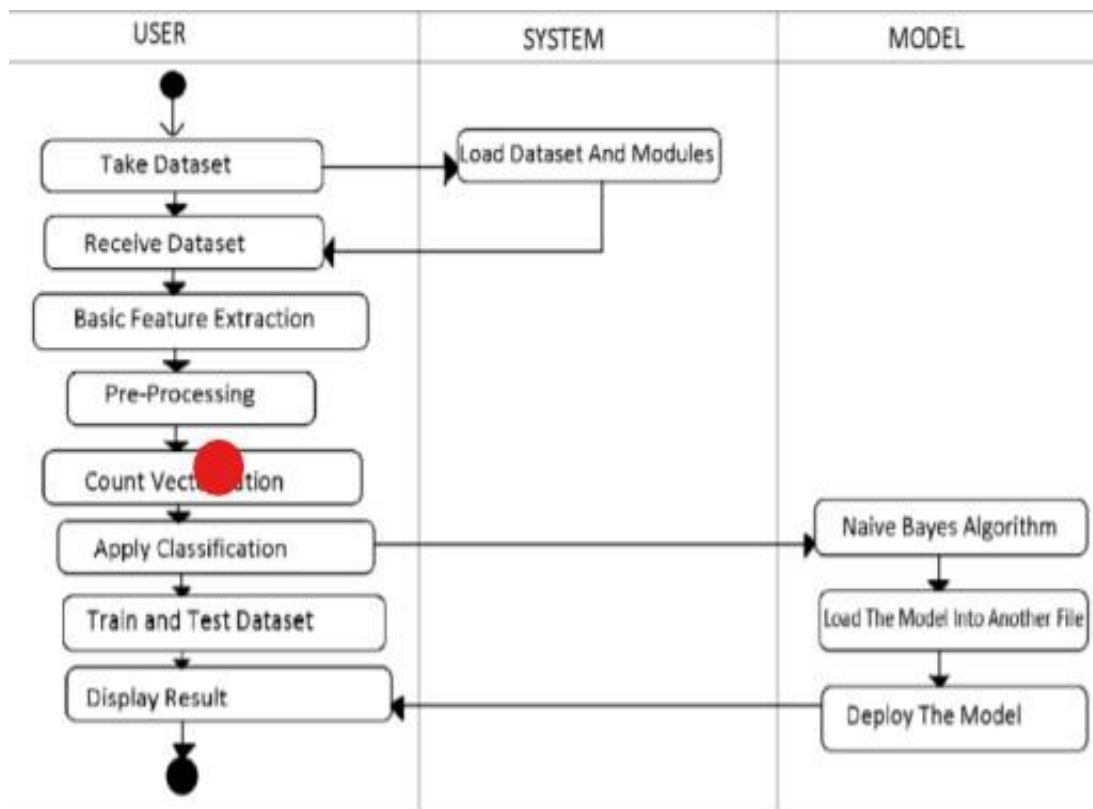 USER
SYSTEM
MODEL
Take Dataset
Load Dataset And Modules
Receive Dataset
Basic Feature Extraction
Pre-Processing
Count
Apply Classification
Naive Bayes Algorithm
Train and Test Dataset
Load The Model Into Another File
Display Result
Deploy The Model